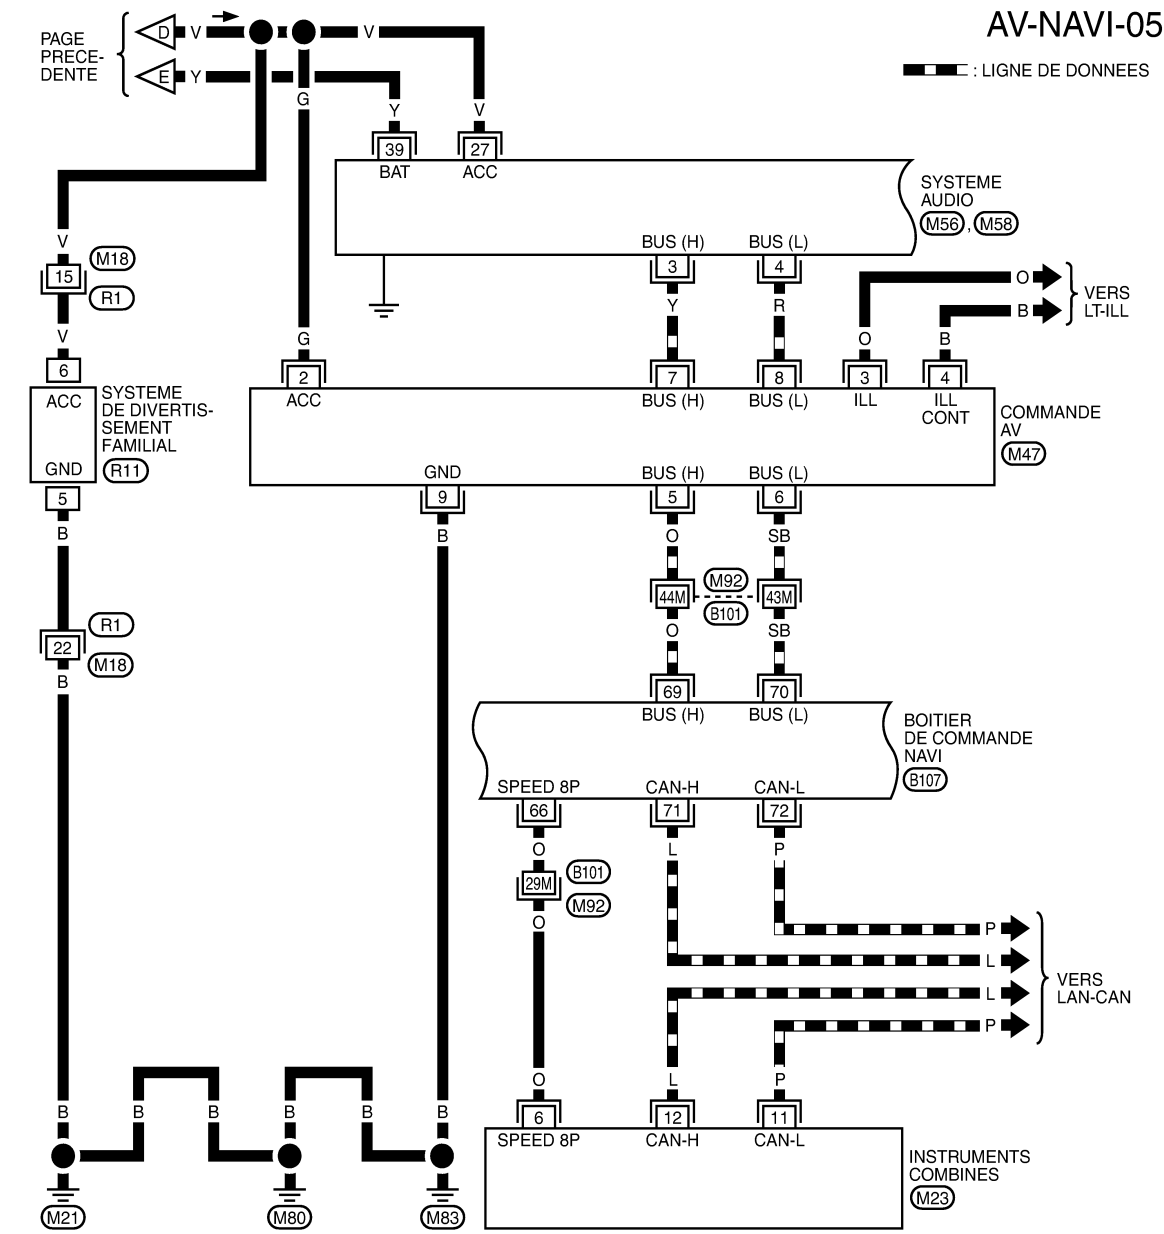 AV-NAVI-05
PAGE
PRECE-
DENTE
D
V
V
E
Y
: LIGNE DE DONNEES
G
Y
V
39
27
BAT
ACC
SYSTEME
AUDIO
M56 , M58
BUS (H)
BUS (L)
3
4
V
M18
15
R1
V
Y
R
O
B
VERS
LT-ILL
G
O
B
6
2
7
8
3
4
ACC
SYSTEME
DE DIVERTIS-
SEMENT
FAMILIAL
R11
GND
5
ACC
BUS (H)
BUS (L)
ILL
ILL
CONT
COMMANDE
AV
M47
GND
BUS (H)
BUS (L)
9
5
6
B
B
O
SB
44M
M92
B101
43M
O
SB
R1
22
M18
B
69
70
BUS (H)
BUS (L)
BOITIER
DE COMMANDE
NAVI
B107
SPEED 8P
CAN-H
CAN-L
66
71
72
O
L
P
29M
B101
M92
O
P
L
L
P
VERS
LAN-CAN
O
L
P
B
B
B
B
B
B
6
12
11
SPEED 8P
CAN-H
CAN-L
INSTRUMENTS
COMBINES
M23
M21
M80
M83